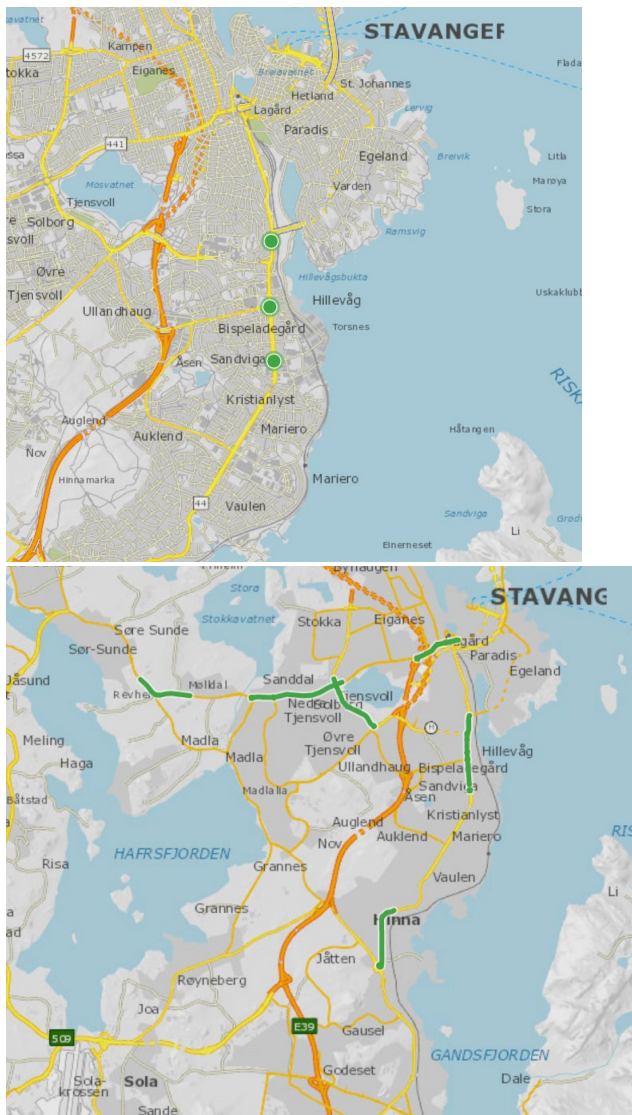 STAVANGER
Kampen
4572
Eiganes
Breiavatnet
St. Johannes
Hetland
Lagård
Paradis
441
Egeland
Breivik
Litla
Marøya
Mosvatnet
Varden
Tjensvoll
Stora
Solborg
Ramsvig
Øvre
Tjensvoll
Hillevågsbukta
Ullandhaug
Hillevåg
Uskaklubb
Bispeladegård
Torsnes
Åsen
Sandviga
Kristianlyst
Auglend
Auklend
Mariero
Håtangen
Nov
Hinnamarka
Mariero
44
Vaulen
Sandviga
Li
Einerneset
STAVANG
Stora
Stokkavatnet
Stokka
Eiganes
Søre Sunde
Sør-Sunde
Paradis
Egeland
Møldal
Sanddal
Tjensvoll
Tjensvoll
Madla
Meling
Haga
Madla
Øvre
Tjensvoll
Hillevåg
Ullandhaug
Bispeladegård
Sandviga
Åsen
Madlalia
Båtstad
Kristianlyst
Auglend
Auklend
Mariero
Nov
HAFRSFJORDEN
Risa
Grannes
Vaulen
Li
Grannes
Hinna
Jåtten
Røyneberg
Joa
E39
Gausel
509
GANDSFJORDEN
Godeset
Sola-
krossen
Sola
Dale
Sande